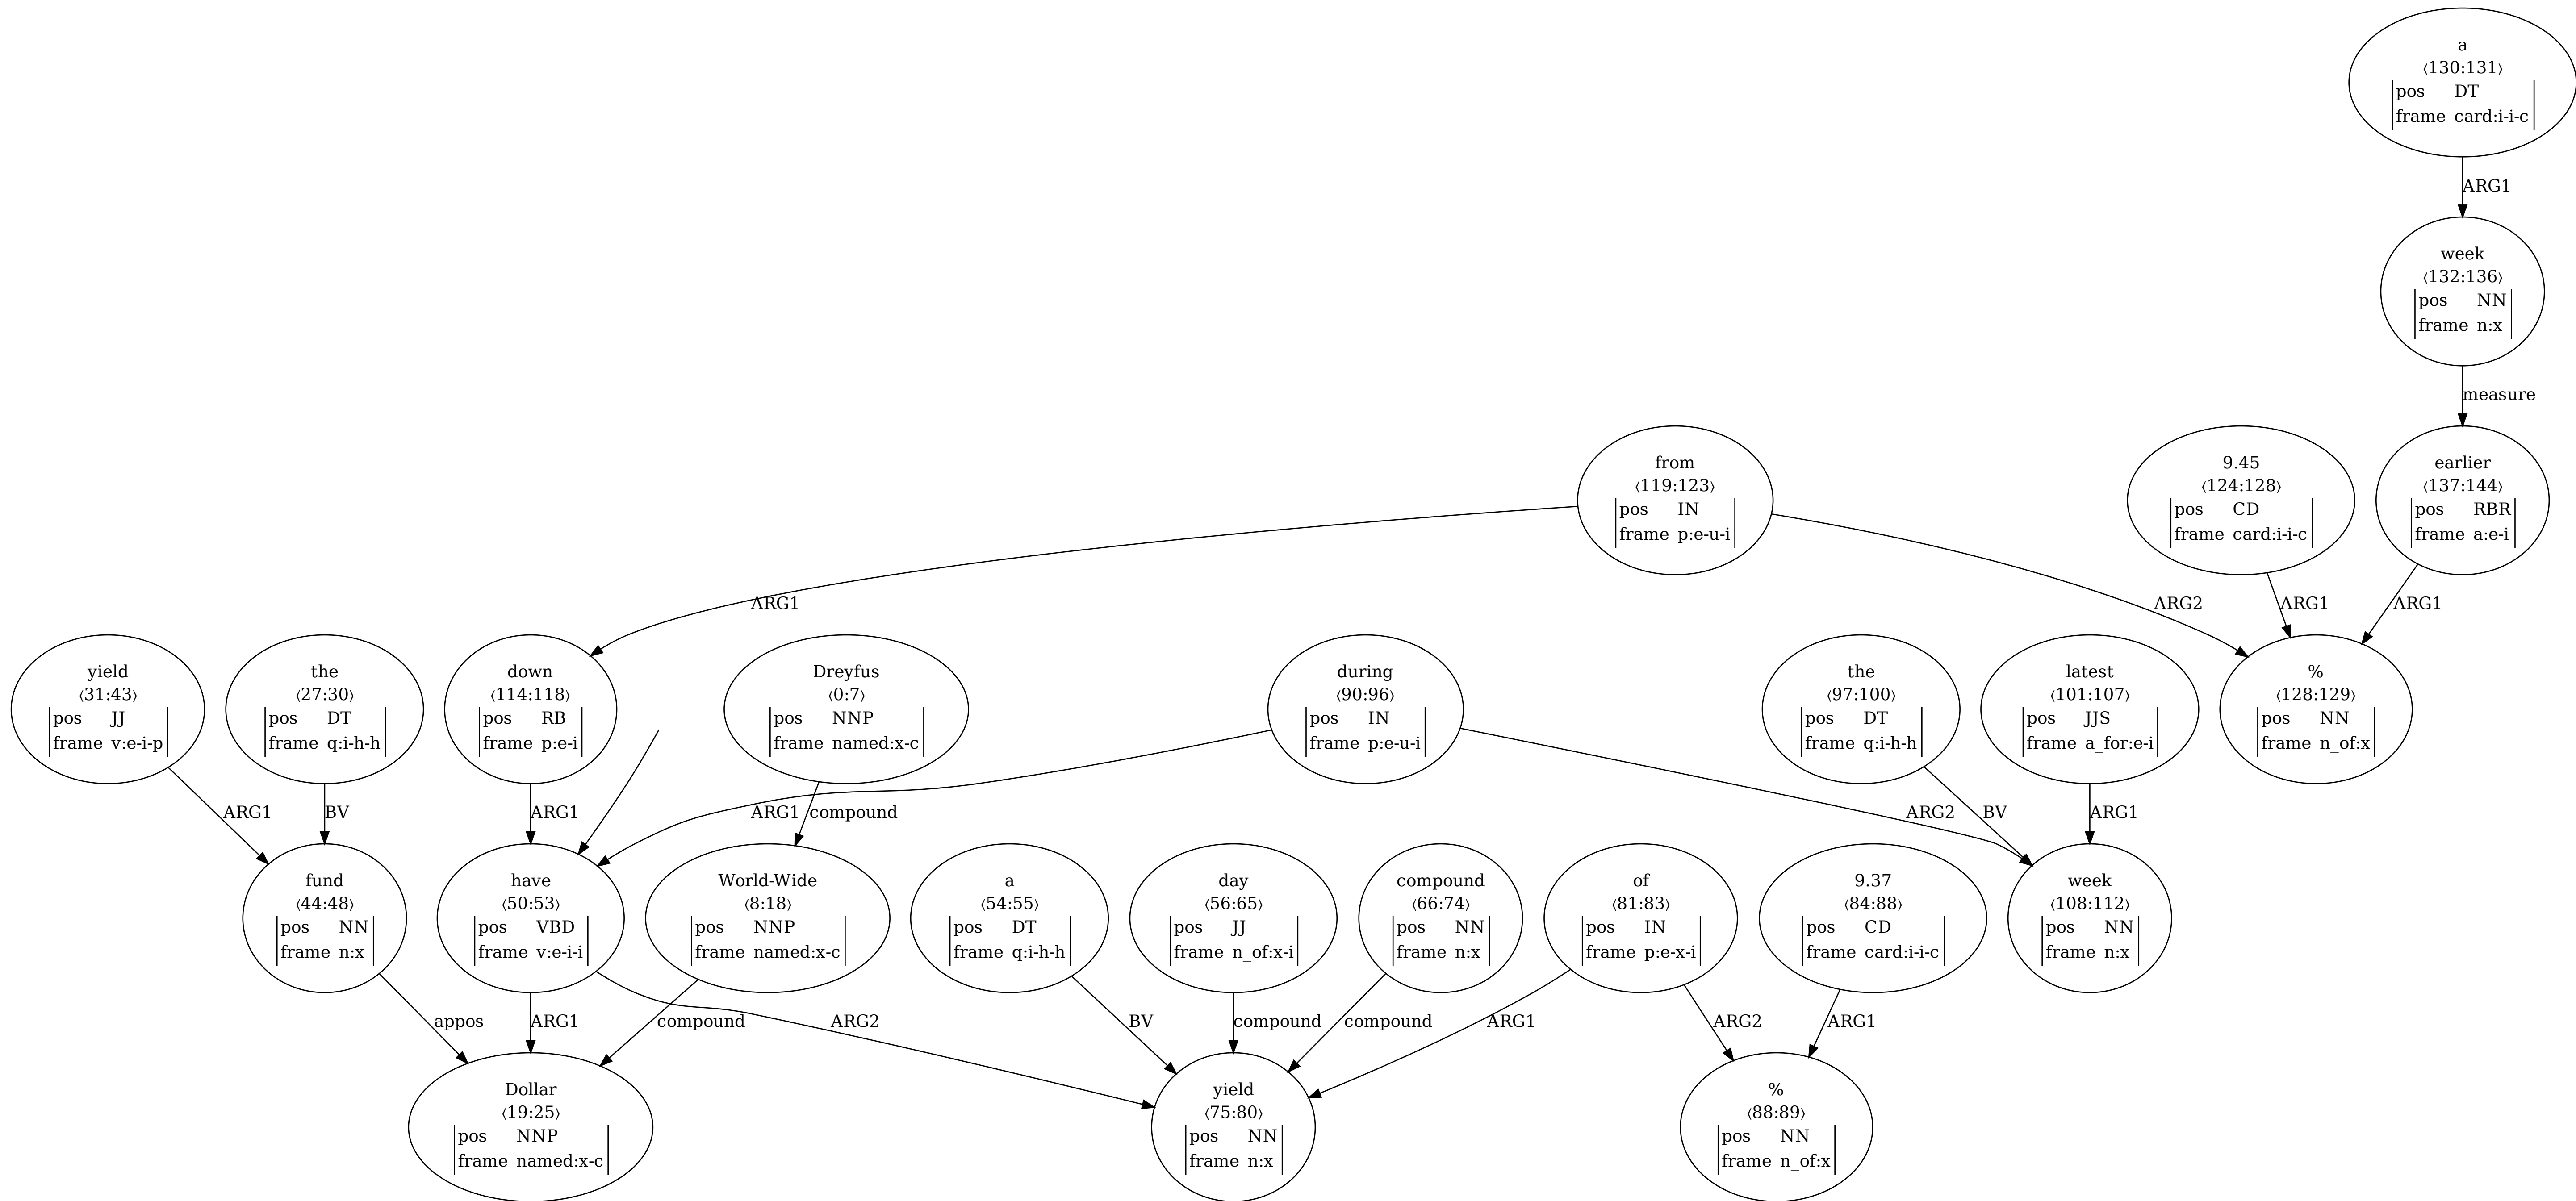 a
⟨130:131⟩
pos DT
frame card:i-i-c
ARG1
week
⟨132:136⟩
pos NN
frame n:x
measure
from
⟨119:123⟩
pos IN
frame p:e-u-i
9.45
⟨124:128⟩
pos CD
frame card:i-i-c
earlier
⟨137:144⟩
pos RBR
frame a:e-i
ARG1
ARG2
ARG1
ARG1
yield
⟨31:43⟩
pos JJ
frame v:e-i-p
the
⟨27:30⟩
pos DT
frame q:i-h-h
down
⟨114:118⟩
pos RB
frame p:e-i
Dreyfus
⟨0:7⟩
pos NNP
frame named:x-c
during
⟨90:96⟩
pos IN
frame p:e-u-i
the
⟨97:100⟩
pos DT
frame q:i-h-h
latest
⟨101:107⟩
pos JJS
frame a_for:e-i
%
⟨128:129⟩
pos NN
frame n_of:x
ARG1
BV
ARG1
ARG1
compound
ARG2
BV
ARG1
fund
⟨44:48⟩
pos NN
frame n:x
have
⟨50:53⟩
pos VBD
frame v:e-i-i
World-Wide
⟨8:18⟩
pos NNP
frame named:x-c
a
⟨54:55⟩
pos DT
frame q:i-h-h
day
⟨56:65⟩
pos JJ
frame n_of:x-i
compound
⟨66:74⟩
pos NN
frame n:x
of
⟨81:83⟩
pos IN
frame p:e-x-i
9.37
⟨84:88⟩
pos CD
frame card:i-i-c
week
⟨108:112⟩
pos NN
frame n:x
appos
ARG1
compound
ARG2
BV
compound
compound
ARG1
ARG2
ARG1
Dollar
⟨19:25⟩
pos NNP
frame named:x-c
yield
⟨75:80⟩
pos NN
frame n:x
%
⟨88:89⟩
pos NN
frame n_of:x